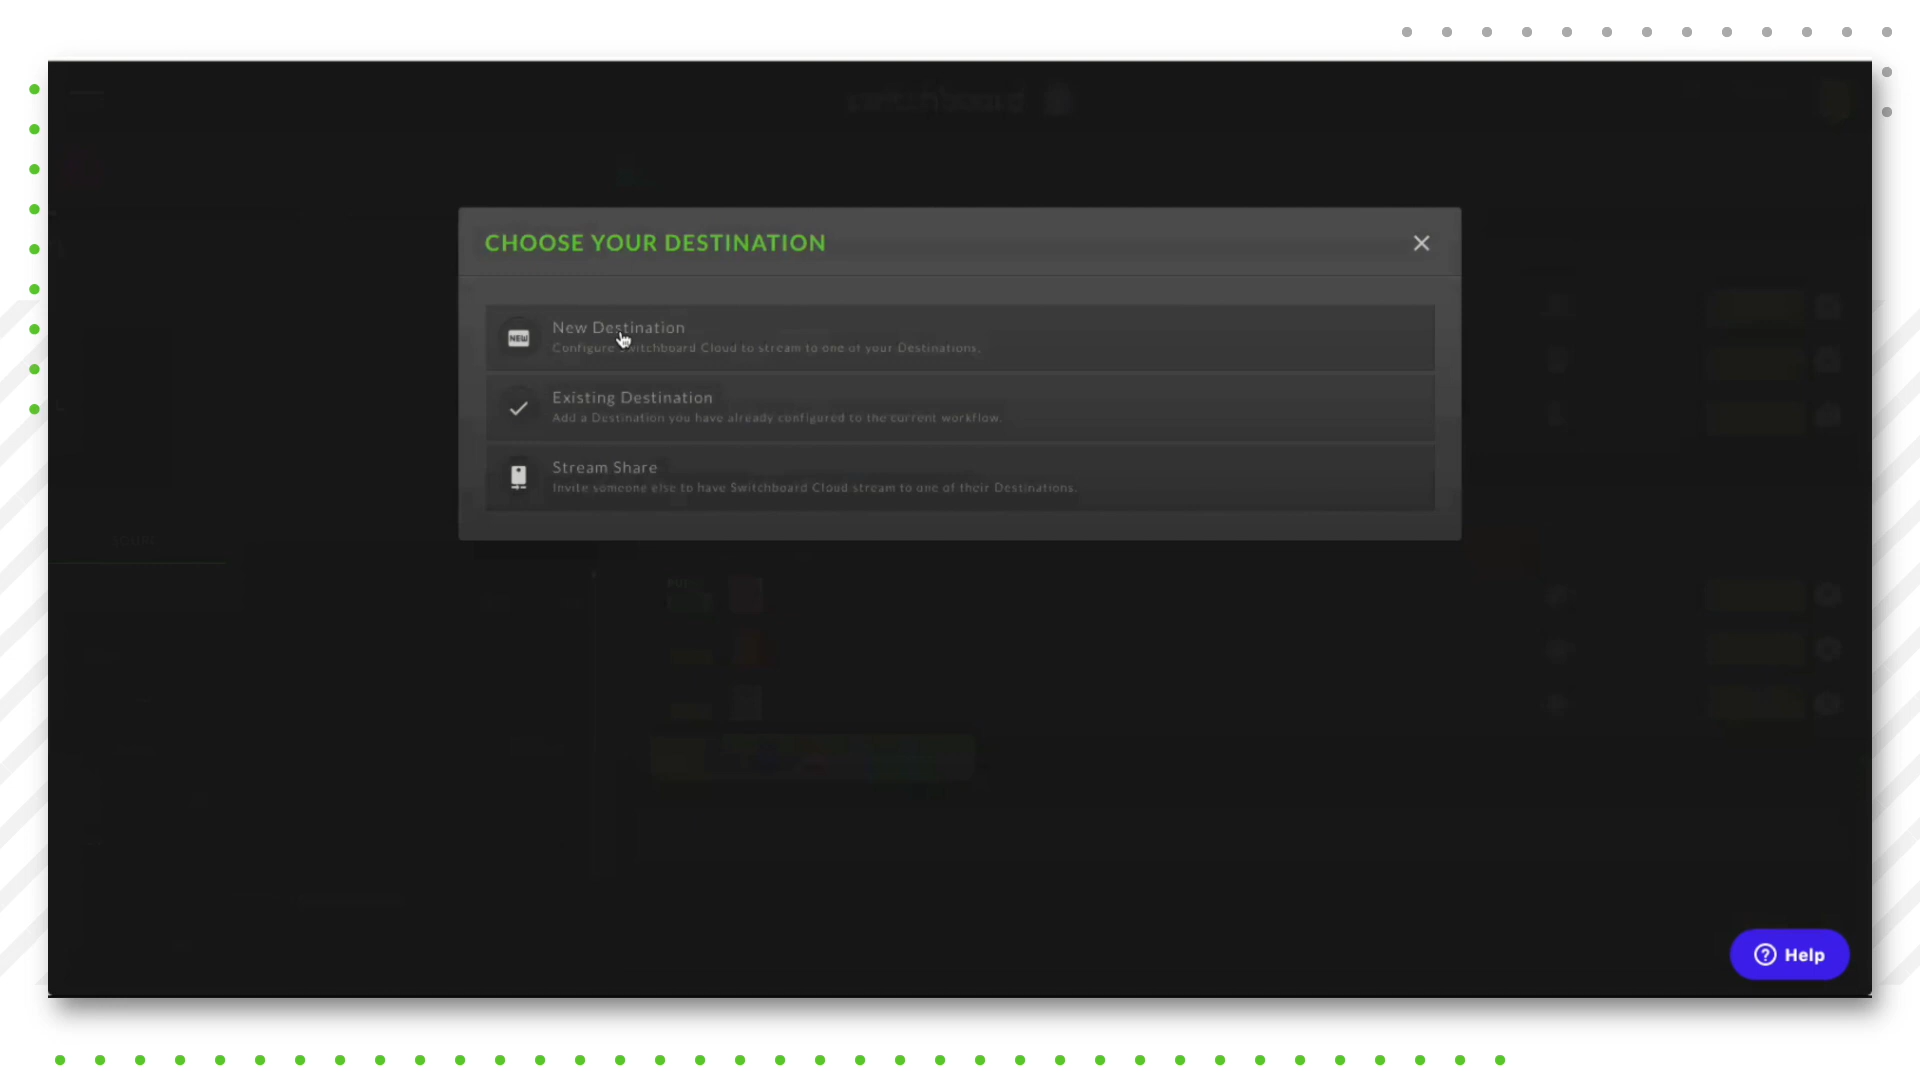 switchboard
CHOOSE YOUR DESTINATION
NEW
New Destination
Configure Switchboard Cloud to stream to one of your Destinations.
Existing Destination
Add a Destination you have already configured to the current workflow.
Stream Share
Invite someone else to have Switchboard Cloud stream to one of their Destinations.
Help